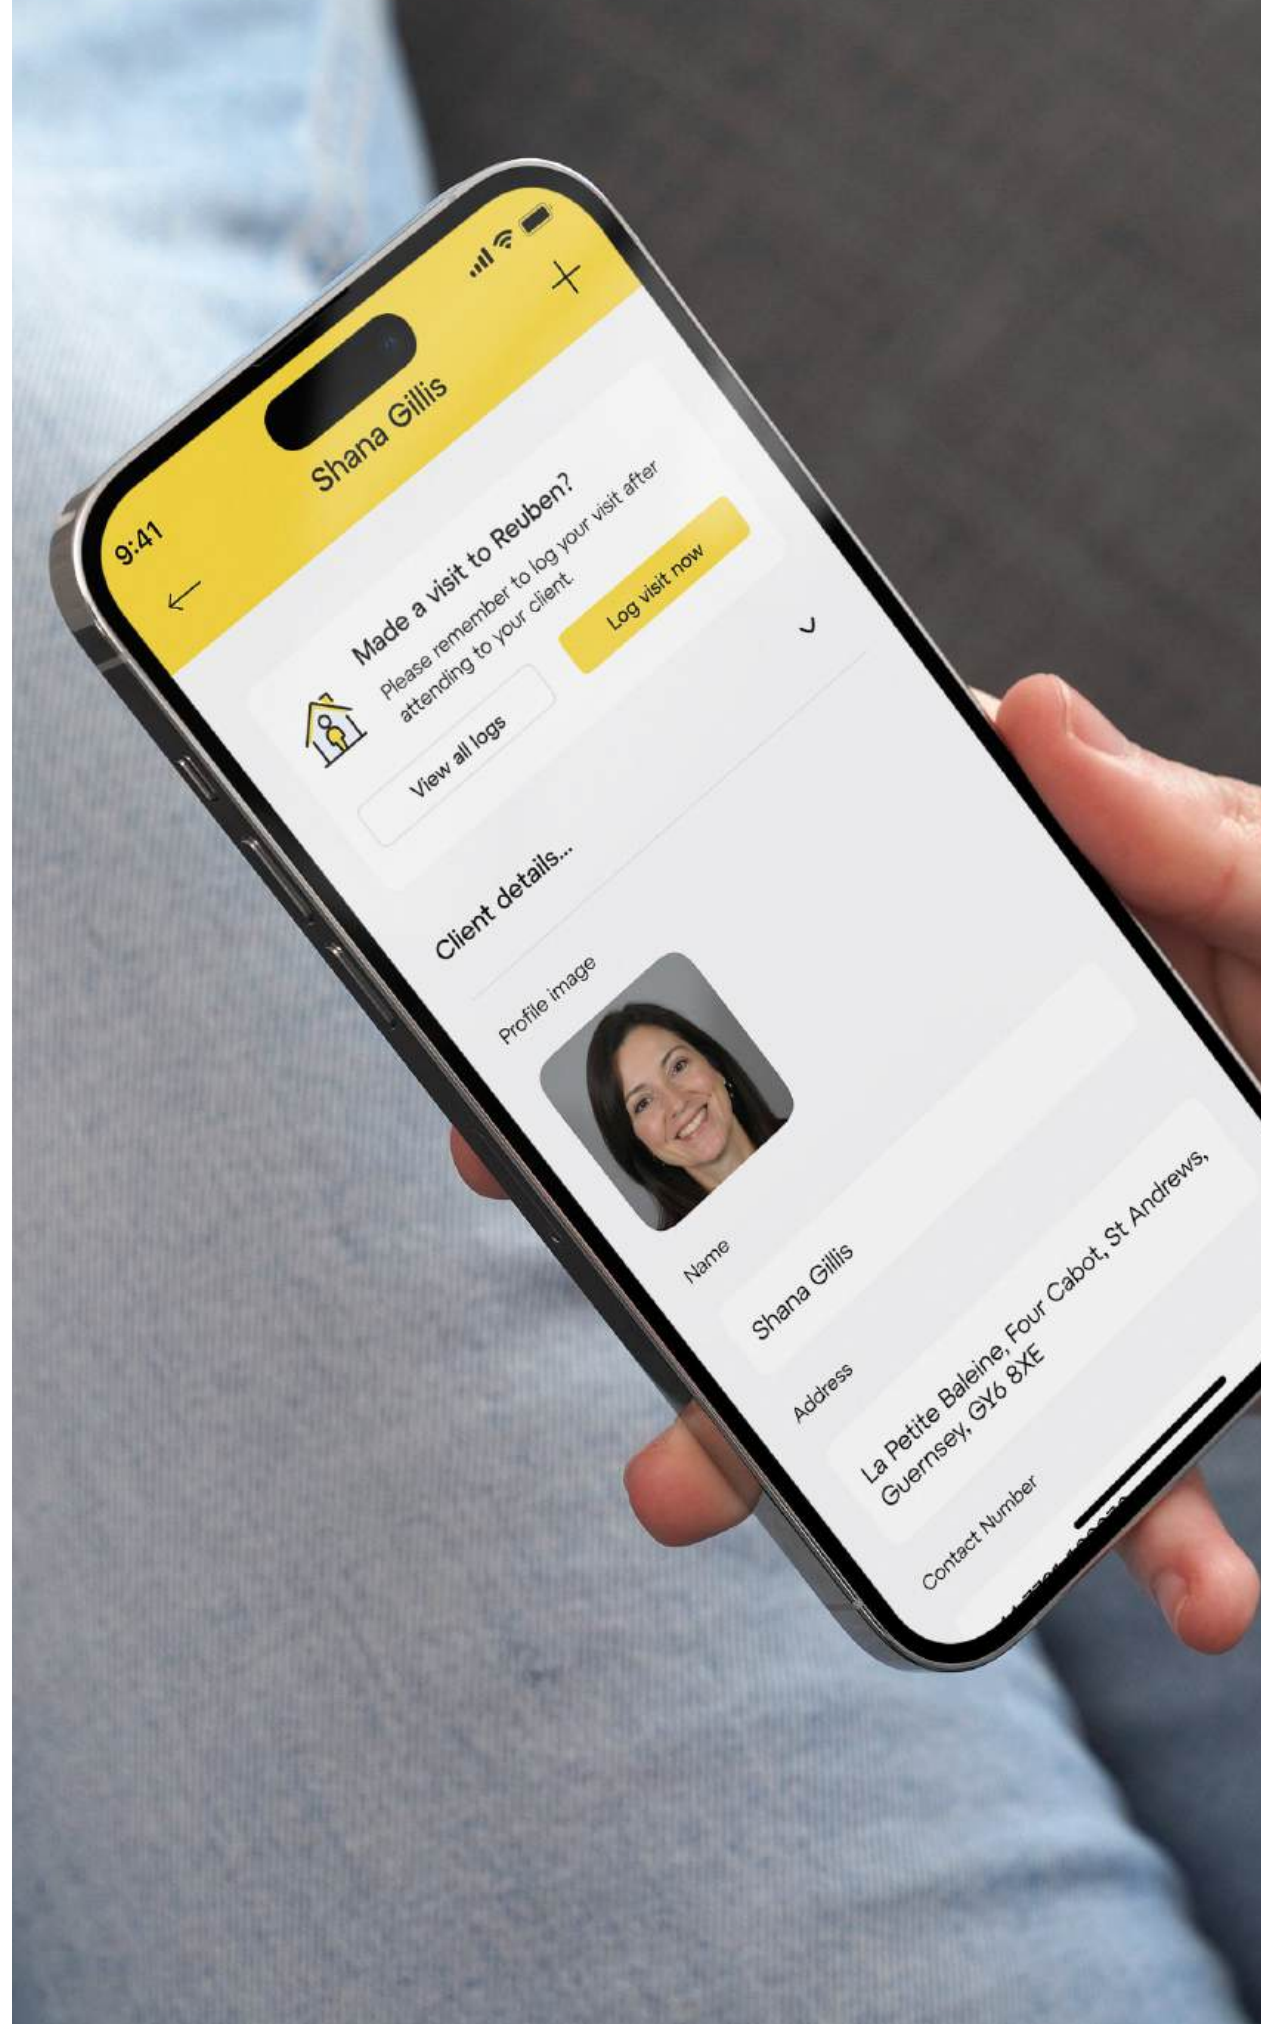 9:41
Shana Gillis
Made a visit to Reuben?
Please remember to log your visit after
attending to your client.
View all logs
Log visit now
Client details...
Profile image
Name
Shana Gillis
Address
La Petite Baleine, Four Cabot, St Andrews,
Guernsey, GY6 8XE
Contact Number